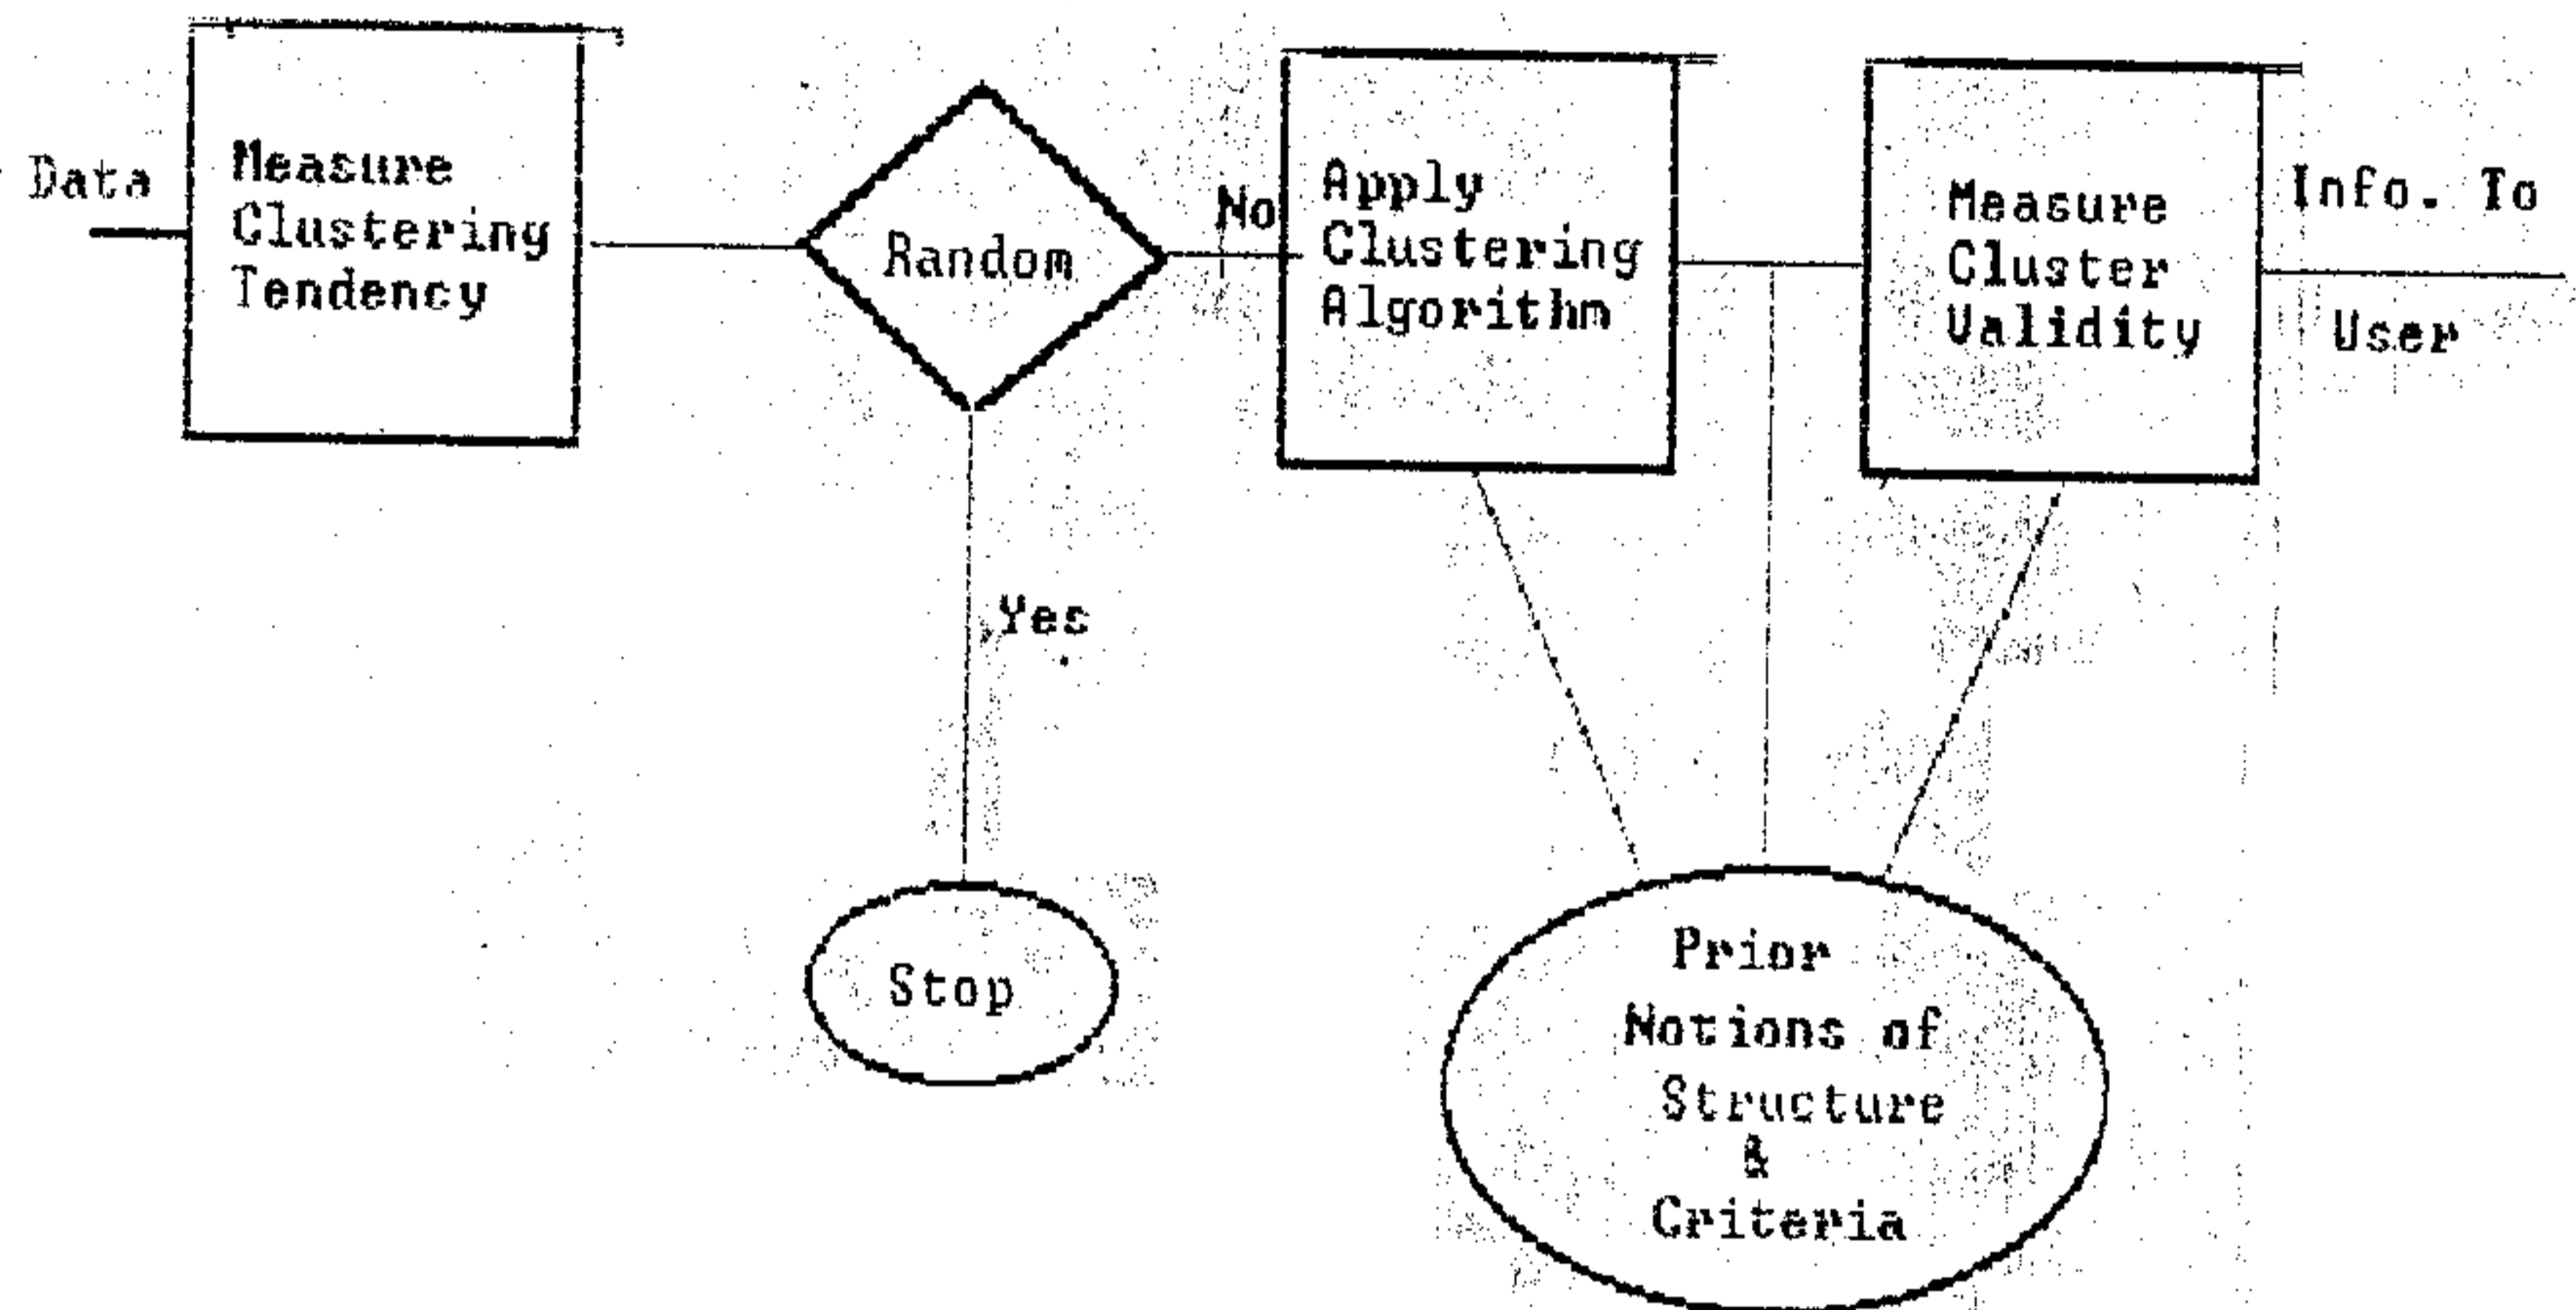 Data
Measure
Clustering
Tendency
Random
No
Apply
Clustering
Algorithm
Measure
Cluster
Validity
Info. To
User
Yes
Stop
Prior
Notions of
Structure
&
Criteria